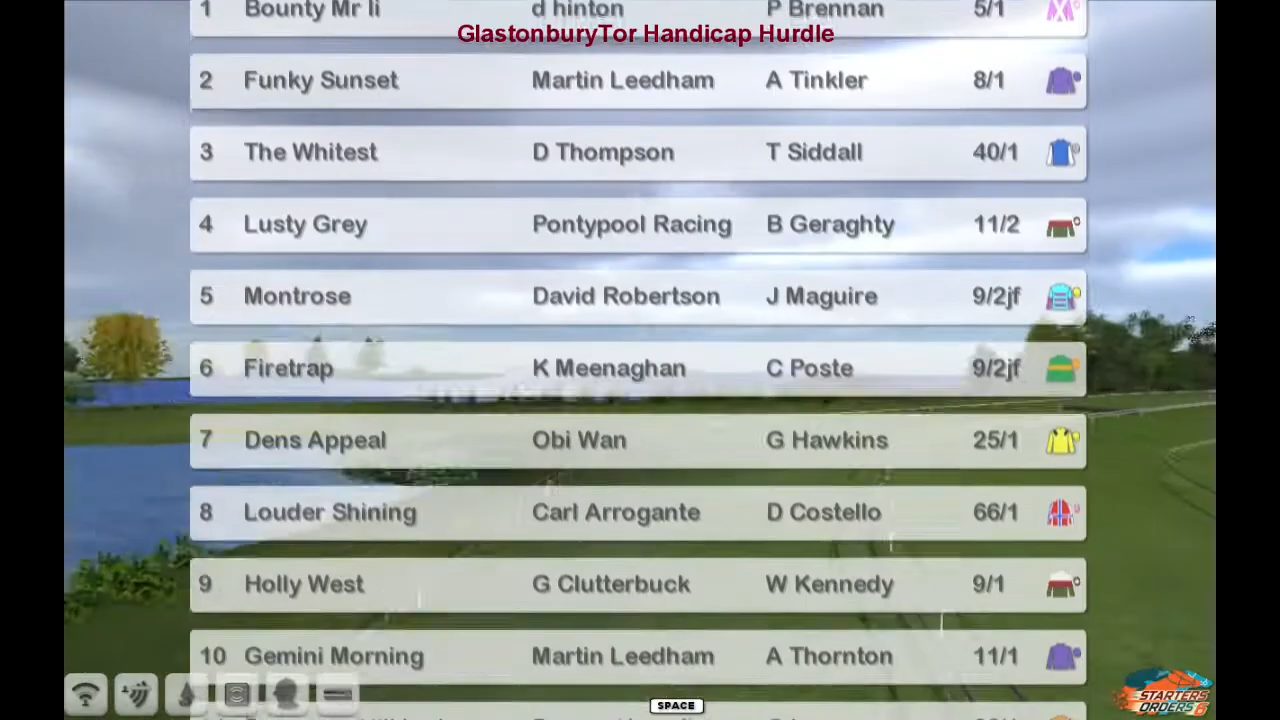 1 Bounty Mr Ii d hinton P Brennan 5/1
GlastonburyTor Handicap Hurdle
2 Funky Sunset Martin Leedham A Tinkler 8/1
3 The Whitest D Thompson T Siddall 40/1
4 Lusty Grey Pontypool Racing B Geraghty 11/2
5 Montrose David Robertson J Maguire 9/2jf
6 Firetrap K Meenaghan C Poste 9/2jf
7 Dens Appeal Obi Wan G Hawkins 25/1
8 Louder Shining Carl Arrogante D Costello 66/1
9 Holly West G Clutterbuck W Kennedy 9/1
10 Gemini Morning Martin Leedham A Thornton 11/1
SPACE
STARTERS
ORDERS 6